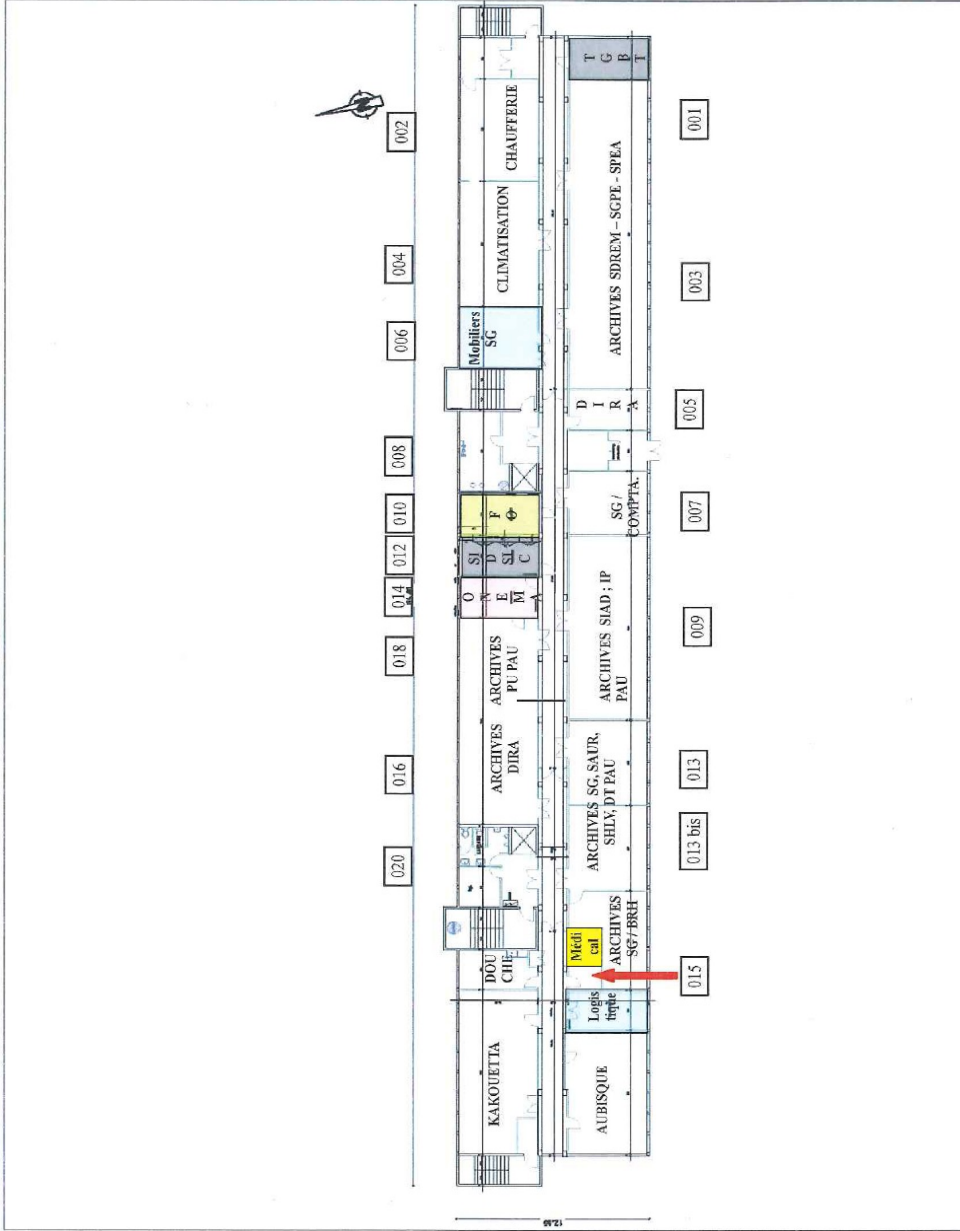 002
004
006
008
010
012
014
018
016
020
N
CHAUFFERIE
CLIMATISATION
Mobiliers
SG
F
O
SI
D
SI
C
O
N
E
M
A
ARCHIVES
PU PAU
ARCHIVES
DIRA
DOU
CHE
KAKOUETTA
T
G
B
T
ARCHIVES SDREM – SGPE - SPEA
D
I
R
A
SG /
COMPTA.
ARCHIVES SIAD ; IP
PAU
ARCHIVES SG, SAUR,
SHLV, DT PAU
Médi
cal
ARCHIVES
SG / BRH
Logis
tique
AUBISQUE
001
003
005
007
009
013
013 bis
015